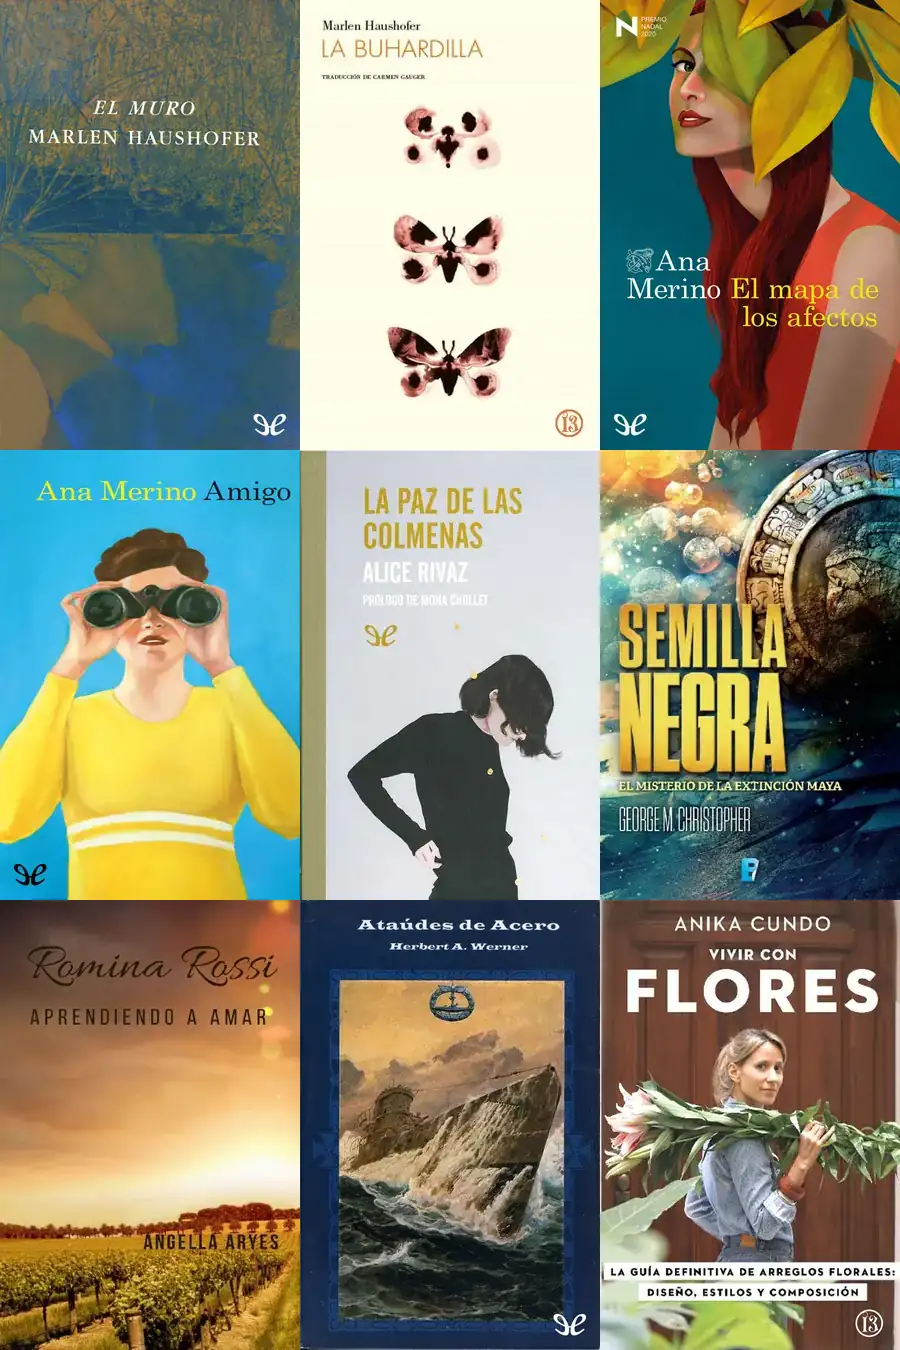 EL MURO
MARLEN HAUSHOFER
Marlen Haushofer
LA BUHARDILLA
TRADUCCIÓN DE CARMEN GAUGER
13
N PREMIO
NADAL
2020
Ana
Merino El mapa de
los afectos
Ana Merino Amigo
LA PAZ DE LAS
COLMENAS
ALICE RIVAZ
PRÓLOGO DE MONA CHOLLET
SEMILLA
NEGRA
EL MISTERIO DE LA EXTINCIÓN MAYA
GEORGE M. CHRISTOPHER
B
Romina Rossi
APRENDIENDO A AMAR
ANGELLA ARYES
Ataúdes de Acero
Herbert A. Werner
ANIKA CUNDO
VIVIR CON
FLORES
LA GUÍA DEFINITIVA DE ARREGLOS FLORALES:
DISEÑO, ESTILOS Y COMPOSICIÓN
13